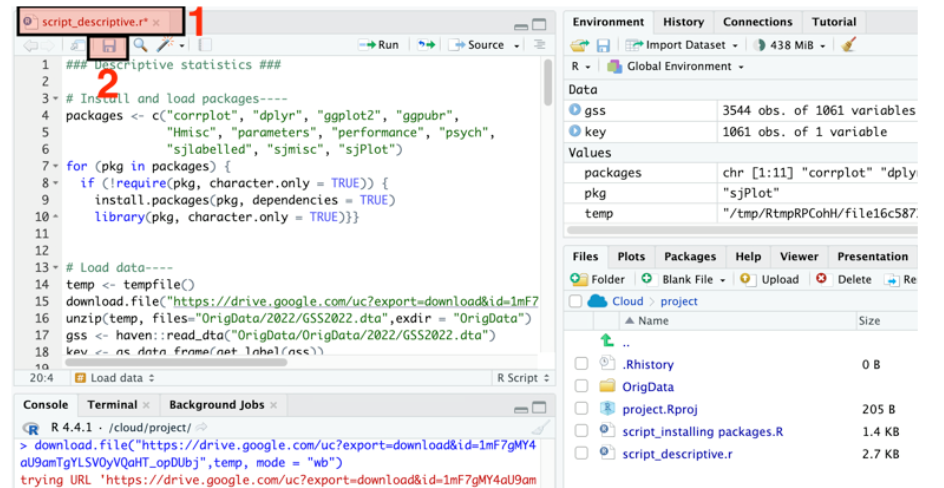 script_descriptive.r* ×
1
Run
Source
2
1 ### Descriptive statistics ###
2
3 # Install and load packages----
4 packages <- c("corrplot", "dplyr", "ggplot2", "ggpubr",
5 "Hmisc", "parameters", "performance", "psych",
6 "sjlabelled", "sjmisc", "sjPlot")
7 for (pkg in packages) {
8 if (!require(pkg, character.only = TRUE)) {
9 install.packages(pkg, dependencies = TRUE)
10 library(pkg, character.only = TRUE)}}
11
12
13 # Load data----
14 temp <- tempfile()
15 download.file("https://drive.google.com/uc?export=download&id=1mF7
16 unzip(temp, files="OrigData/2022/GSS2022.dta",exdir = "OrigData")
17 gss <- haven::read_dta("OrigData/OrigData/2022/GSS2022.dta")
18 key <- as.data.frame(get_label(gss))
19
20:4 Load data R Script
Console Terminal × Background Jobs ×
R 4.4.1 · /cloud/project/
> download.file("https://drive.google.com/uc?export=download&id=1mF7gMY4
aU9amTgYLSVOyVQaHT_opDUbj",temp, mode = "wb")
trying URL 'https://drive.google.com/uc?export=download&id=1mF7gMY4aU9am
Environment History Connections Tutorial
Import Dataset 438 MiB
R Global Environment
Data
gss 3544 obs. of 1061 variables
key 1061 obs. of 1 variable
Values
packages chr [1:11] "corrplot" "dply
pkg "sjPlot"
temp "/tmp/RtmpRPCohH/file16c587
Files Plots Packages Help Viewer Presentation
Folder Blank File Upload Delete Re
Cloud project
Name Size
..
.Rhistory 0 B
OrigData
project.Rproj 205 B
script_installing packages.R 1.4 KB
script_descriptive.r 2.7 KB